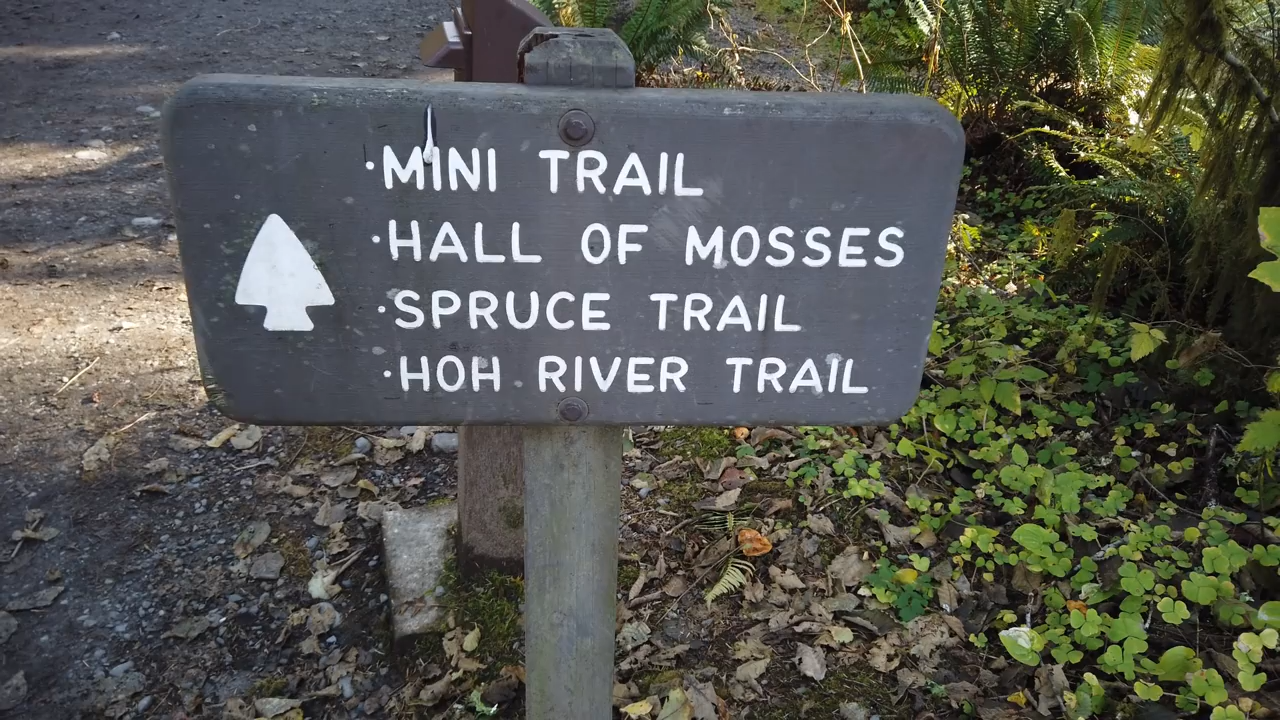 ·MINI TRAIL
·HALL OF MOSSES
·SPRUCE TRAIL
·HOH RIVER TRAIL